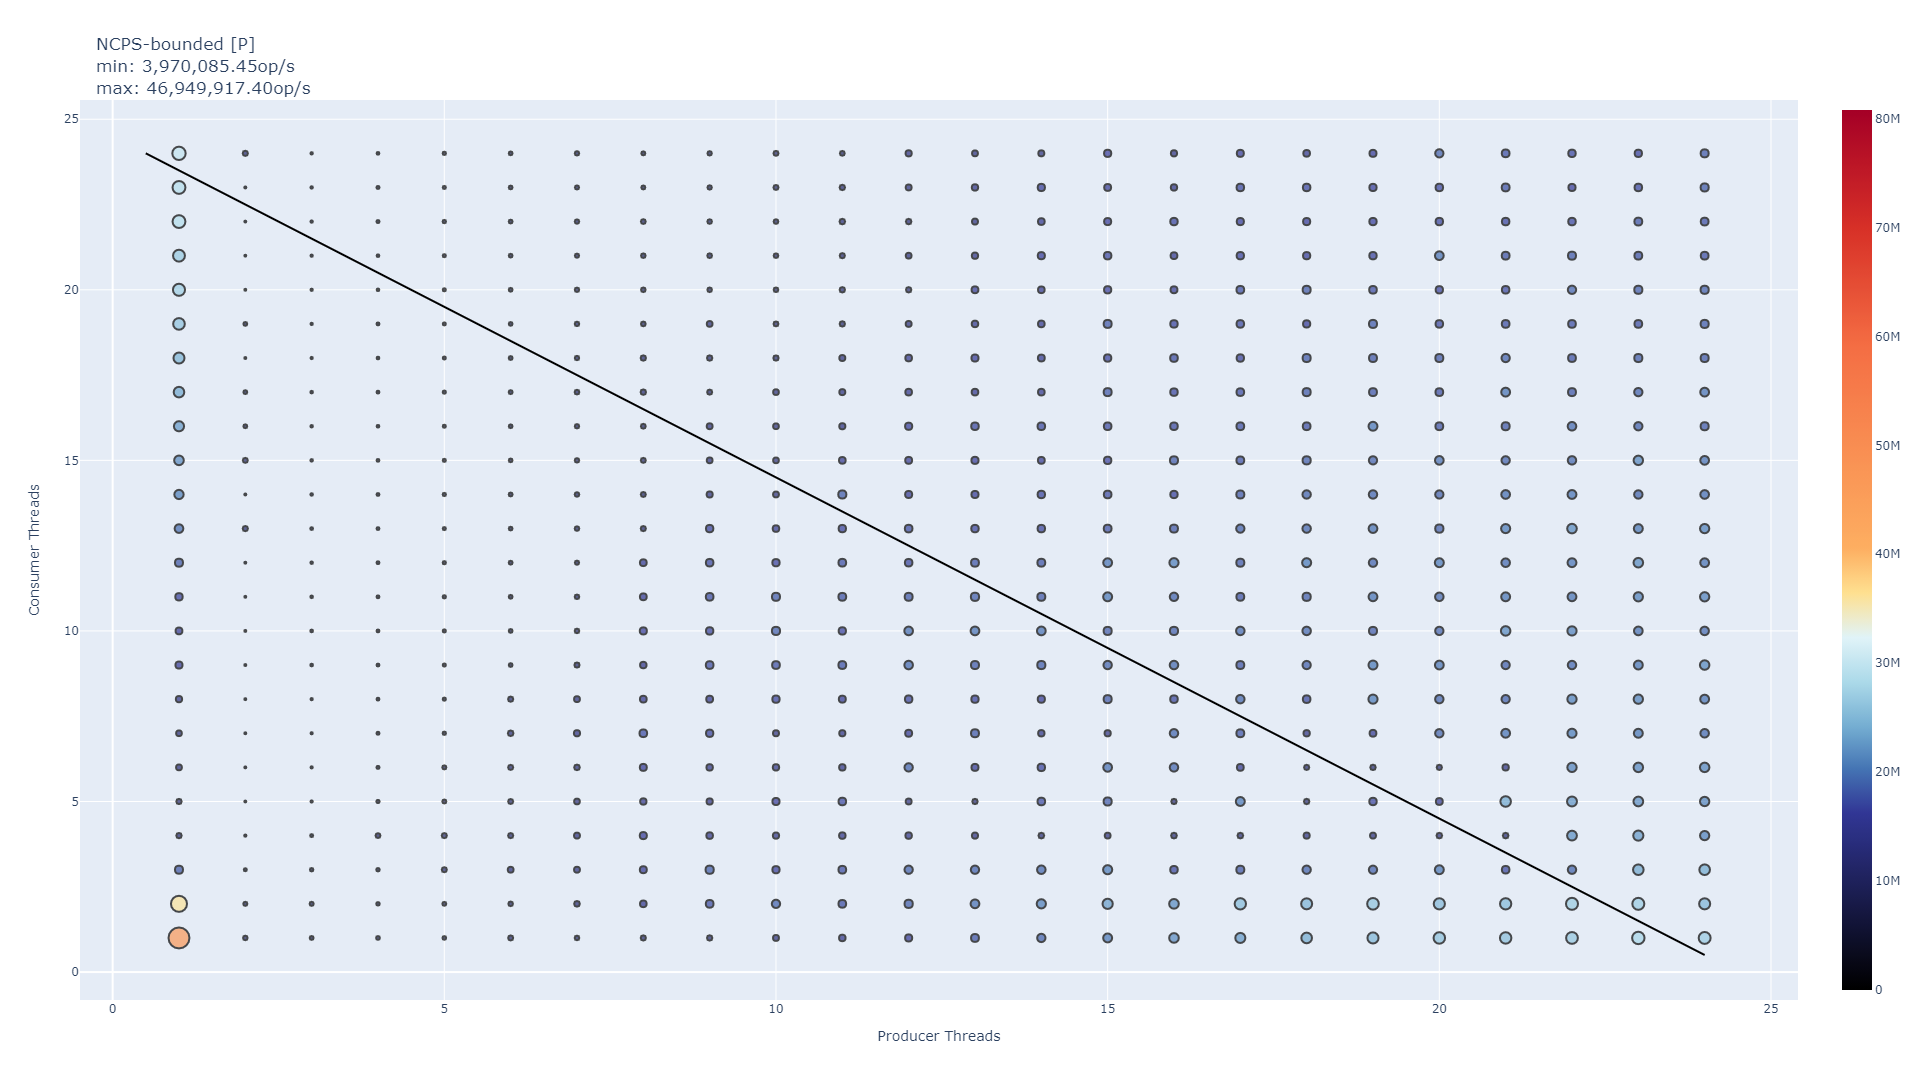 NCPS-bounded [P]
min: 3,970,085.45op/s
max: 46,949,917.40op/s
25
20
15
10
5
0
Consumer Threads
0
5
10
15
20
25
Producer Threads
80M
70M
60M
50M
40M
30M
20M
10M
0